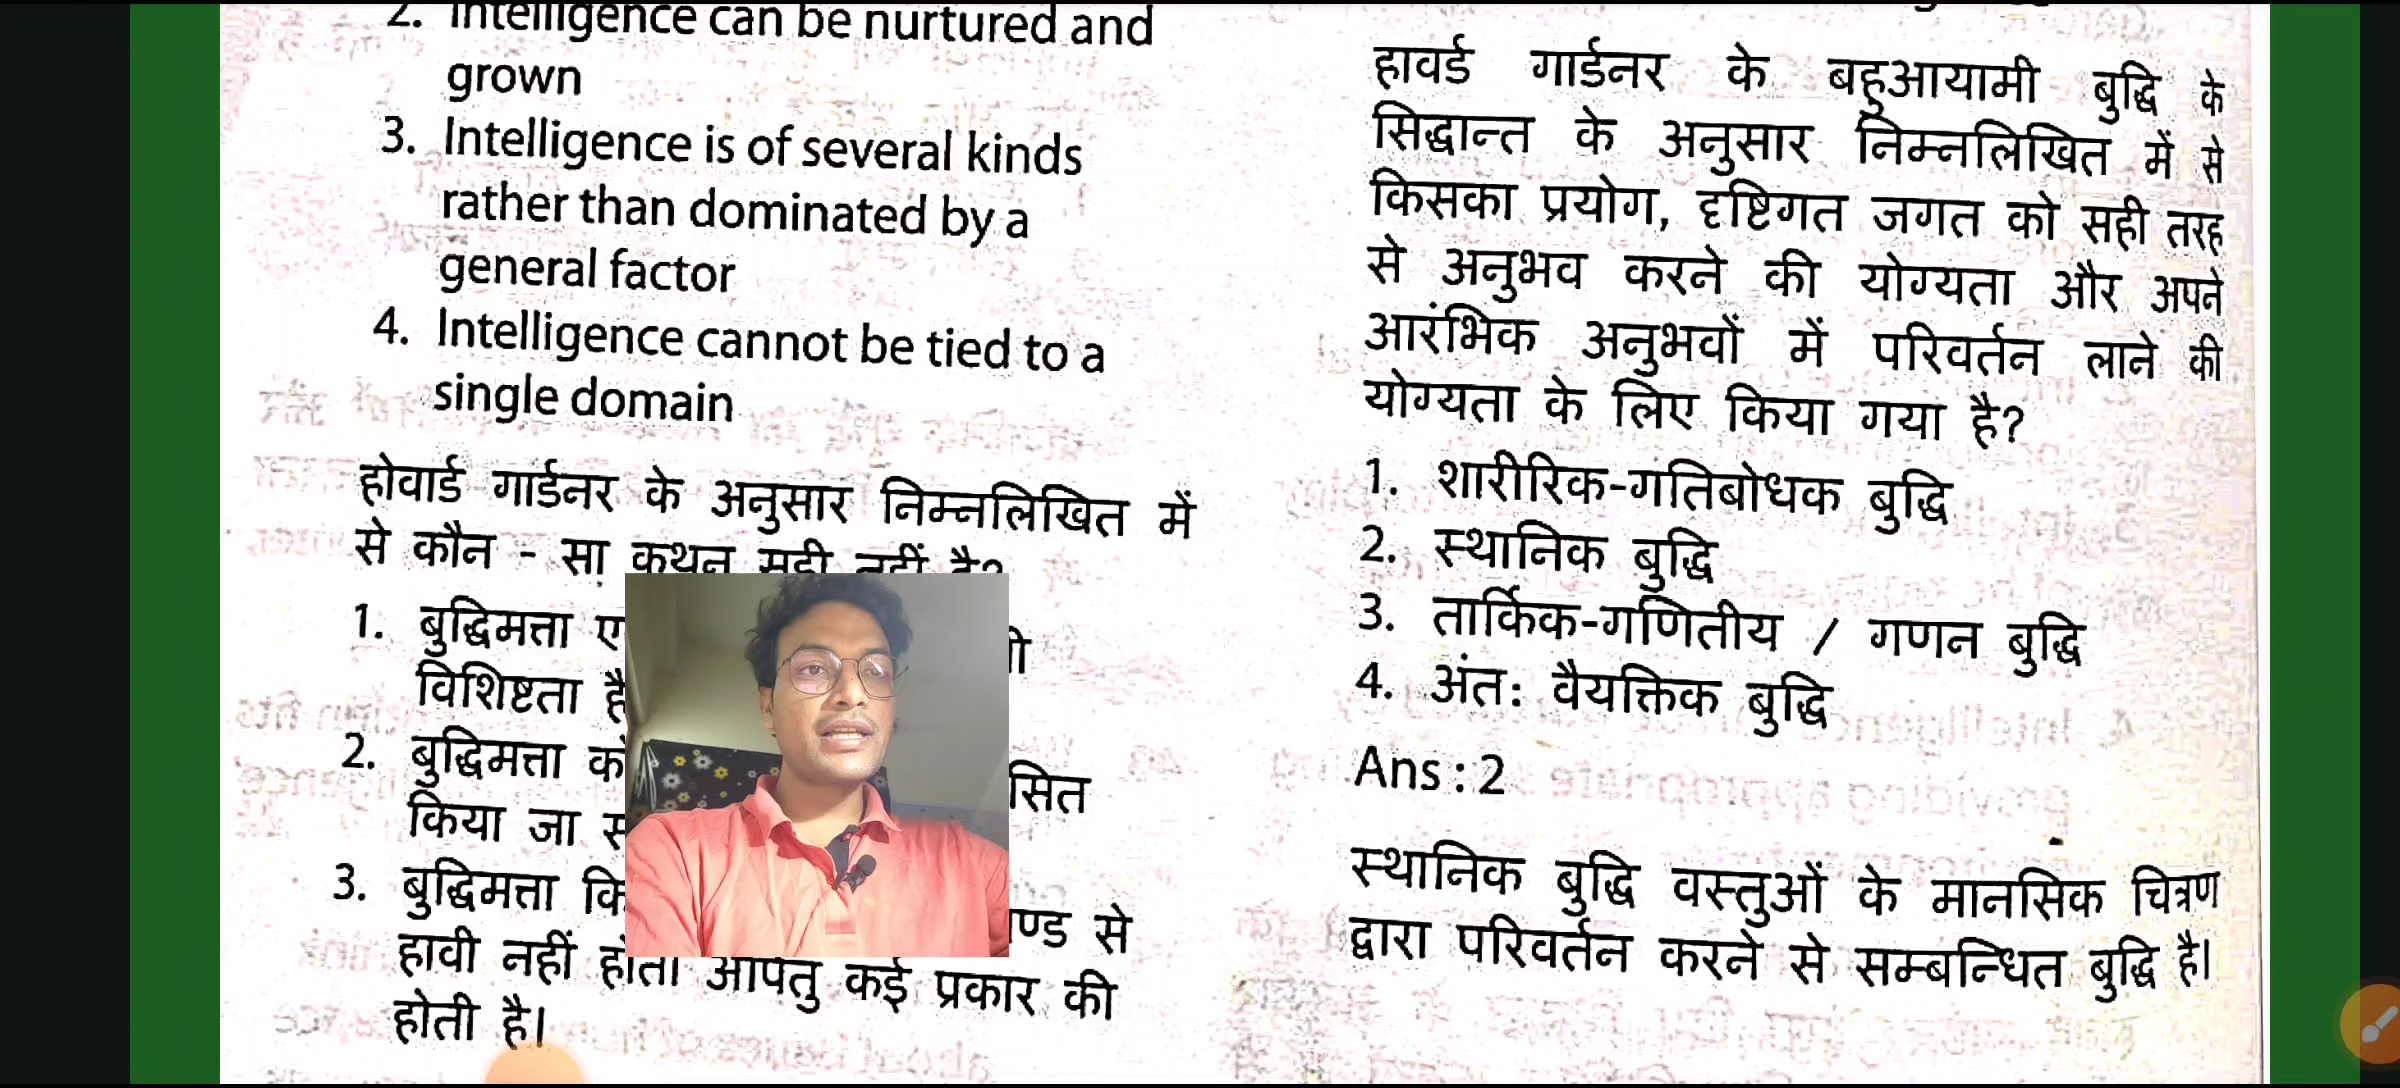 2. Intelligence can be nurtured and
grown
3. Intelligence is of several kinds
rather than dominated by a
general factor
4. Intelligence cannot be tied to a
single domain
होवार्ड गार्डनर के अनुसार निम्नलिखित में
से कौन - सा कथन सही नहीं है?
1. बुद्धिमत्ता
विशिष्टता है
2. बुद्धिमत्ता
किया जा
3. बुद्धिमत्ता
से
हावी नहीं होती अपितु कई प्रकार की
होती है।
हावर्ड गार्डनर के बहुआयामी बुद्धि के
सिद्धान्त के अनुसार निम्नलिखित में से
किसका प्रयोग, दृष्टिगत जगत को सही तरह
से अनुभव करने की योग्यता और अपने
आरंभिक अनुभवों में परिवर्तन लाने की
योग्यता के लिए किया गया है?
1. शारीरिक-गतिबोधक बुद्धि
2. स्थानिक बुद्धि
3. तार्किक-गणितीय / गणन बुद्धि
4. अंतः वैयक्तिक बुद्धि
Ans : 2
स्थानिक बुद्धि वस्तुओं के मानसिक चित्रण
द्वारा परिवर्तन करने से सम्बन्धित बुद्धि है।